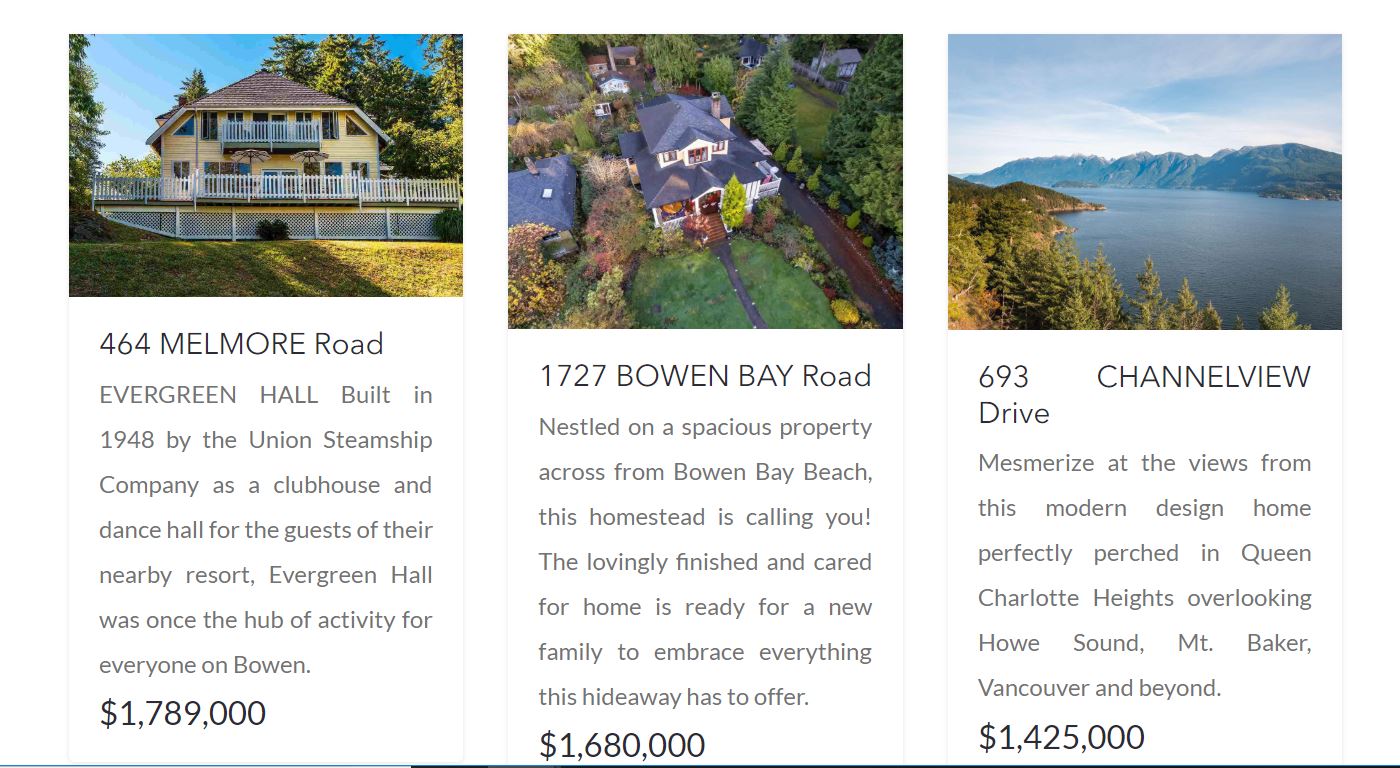 464 MELMORE Road
EVERGREEN HALL Built in
1948 by the Union Steamship
Company as a clubhouse and
dance hall for the guests of their
nearby resort, Evergreen Hall
was once the hub of activity for
everyone on Bowen.
$1,789,000
1727 BOWEN BAY Road
Nestled on a spacious property
across from Bowen Bay Beach,
this homestead is calling you!
The lovingly finished and cared
for home is ready for a new
family to embrace everything
this hideaway has to offer.
$1,680,000
693 CHANNELVIEW
Drive
Mesmerize at the views from
this modern design home
perfectly perched in Queen
Charlotte Heights overlooking
Howe Sound, Mt. Baker,
Vancouver and beyond.
$1,425,000